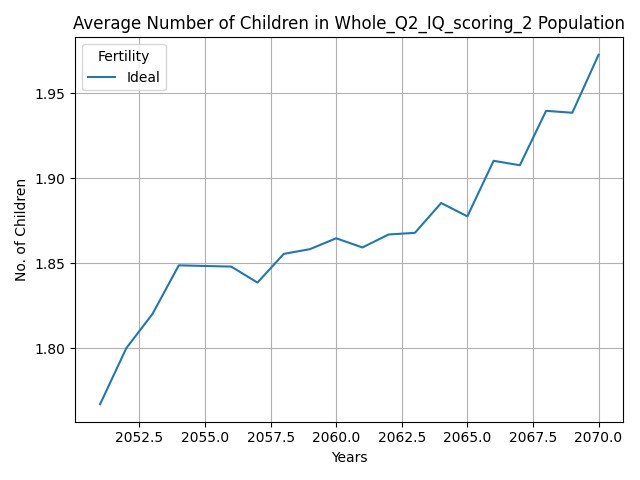 Average Number of Children in Whole_Q2_IQ_scoring_2 Population
Fertility
Ideal
No. of Children
1.95
1.90
1.85
1.80
2052.5 2055.0 2057.5 2060.0 2062.5 2065.0 2067.5 2070.0
Years